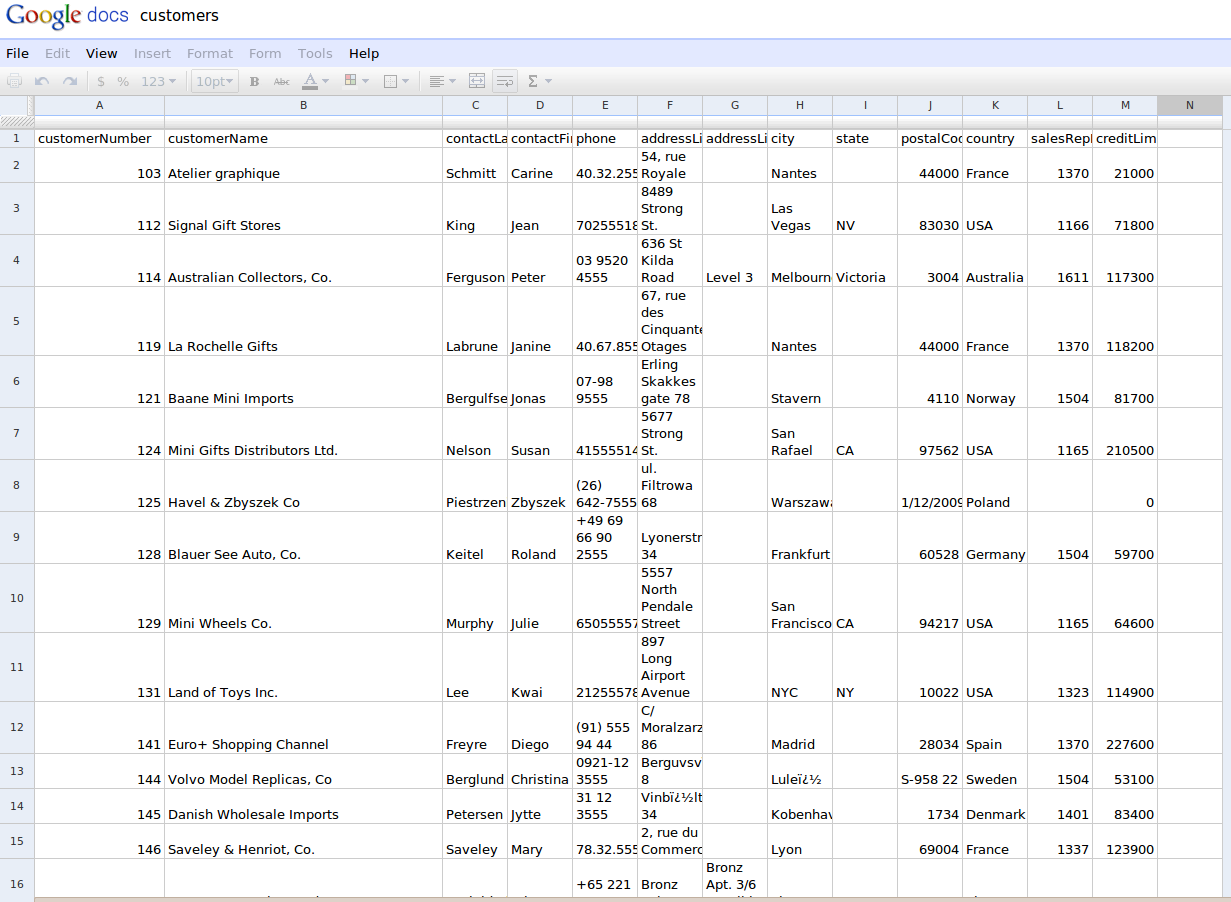 Google docs customers
File Edit View Insert Format Form Tools Help
$ % 123 10pt B Abc A Σ
A B C D E F G H I J K L M N
1 customerNumber customerName contactLa contactFi phone addressLi addressLi city state postalCo country salesRep creditLim
2 103 Atelier graphique Schmitt Carine 40.32.255 54, rue Royale Nantes 44000 France 1370 21000
3 112 Signal Gift Stores King Jean 70255518 8489 Strong St. Las Vegas NV 83030 USA 1166 71800
4 114 Australian Collectors, Co. Ferguson Peter 03 9520 4555 636 St Kilda Road Level 3 Melbourn Victoria 3004 Australia 1611 117300
5 119 La Rochelle Gifts Labrune Janine 40.67.855 67, rue des Cinquante Otages Nantes 44000 France 1370 118200
6 121 Baane Mini Imports Bergulfse Jonas 07-98 9555 Erling Skakkes gate 78 Stavern 4110 Norway 1504 81700
7 124 Mini Gifts Distributors Ltd. Nelson Susan 41555514 5677 Strong St. San Rafael CA 97562 USA 1165 210500
8 125 Havel & Zbyszek Co Piestrzen Zbyszek (26) 642-7555 ul. Filtrowa 68 Warszawa 1/12/2009 Poland 0
9 128 Blauer See Auto, Co. Keitel Roland +49 69 66 90 2555 Lyonerstr 34 Frankfurt 60528 Germany 1504 59700
10 129 Mini Wheels Co. Murphy Julie 65055557 5557 North Pendale Street San Francisco CA 94217 USA 1165 64600
11 131 Land of Toys Inc. Lee Kwai 21255578 897 Long Airport Avenue NYC NY 10022 USA 1323 114900
12 141 Euro+ Shopping Channel Freyre Diego (91) 555 94 44 C/ Moralzarz 86 Madrid 28034 Spain 1370 227600
13 144 Volvo Model Replicas, Co Berglund Christina 0921-12 3555 Berguvsv 8 Luleï¿½ S-958 22 Sweden 1504 53100
14 145 Danish Wholesale Imports Petersen Jytte 31 12 3555 Vinbï¿½lt 34 Kobenhav 1734 Denmark 1401 83400
15 146 Saveley & Henriot, Co. Saveley Mary 78.32.555 2, rue du Commerc Lyon 69004 France 1337 123900
16 +65 221 Bronz Bronz Apt. 3/6